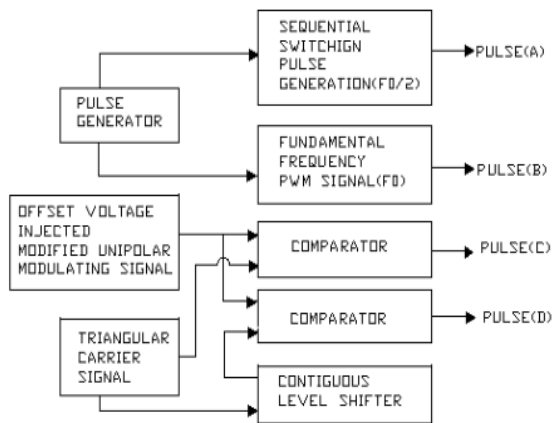 SEQUENTIAL
SWITCHIGN
PULSE
GENERATION(F0/2)
PULSE(A)
PULSE
GENERATOR
FUNDAMENTAL
FREQUENCY
PWM SIGNAL(F0)
PULSE(B)
OFFSET VOLTAGE
INJECTED
MODIFIED UNIPOLAR
MODULATING SIGNAL
COMPARATOR
PULSE(C)
COMPARATOR
PULSE(D)
TRIANGULAR
CARRIER
SIGNAL
CONTIGUOUS
LEVEL SHIFTER